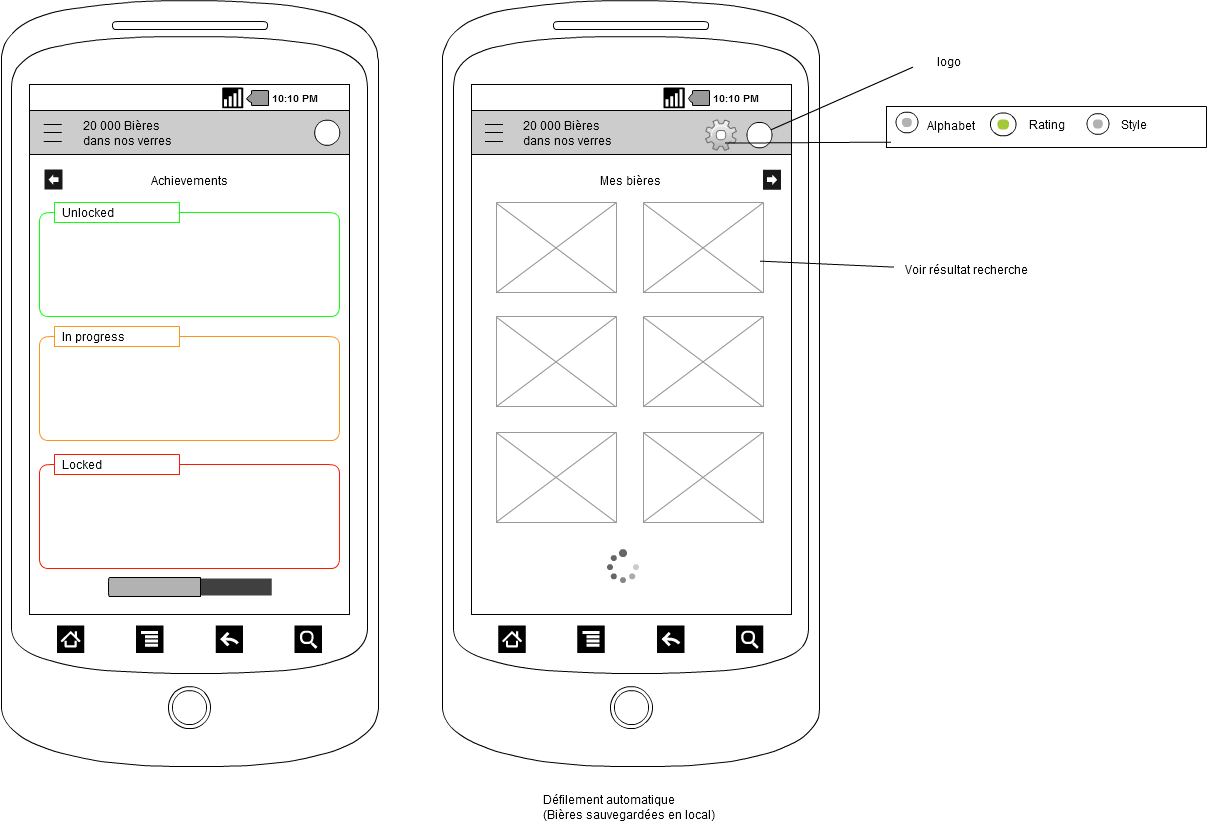 10:10 PM
20 000 Bières
dans nos verres
Achievements
Unlocked
In progress
Locked
10:10 PM
20 000 Bières
dans nos verres
Mes bières
logo
Alphabet Rating Style
Voir résultat recherche
Défilement automatique
(Bières sauvegardées en local)